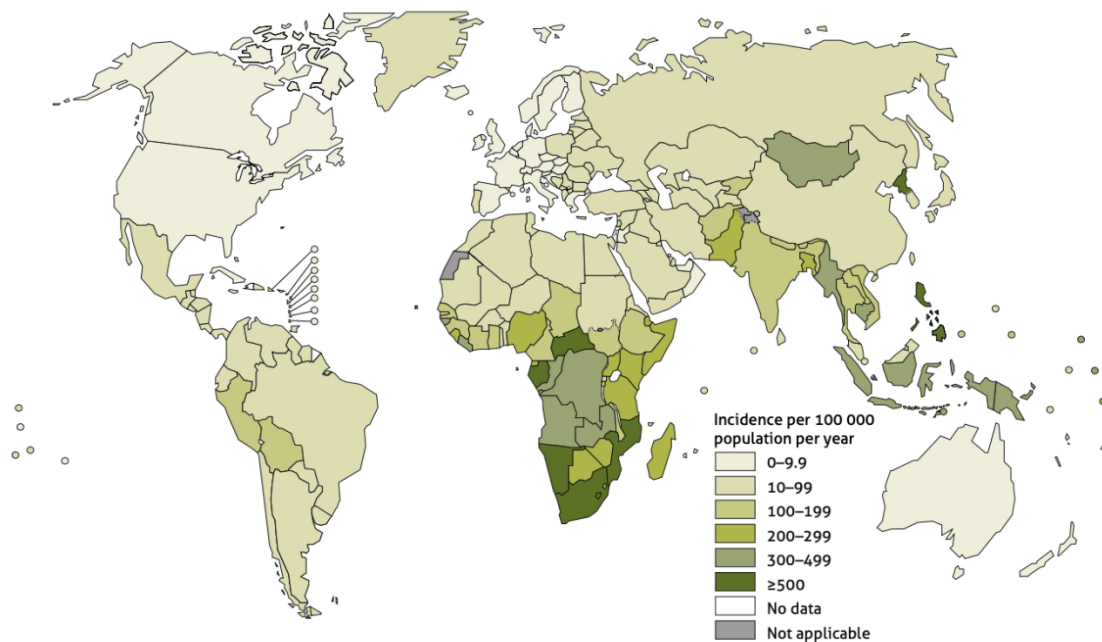 Incidence per 100 000
population per year
0–9.9
10–99
100–199
200–299
300–499
≥500
No data
Not applicable